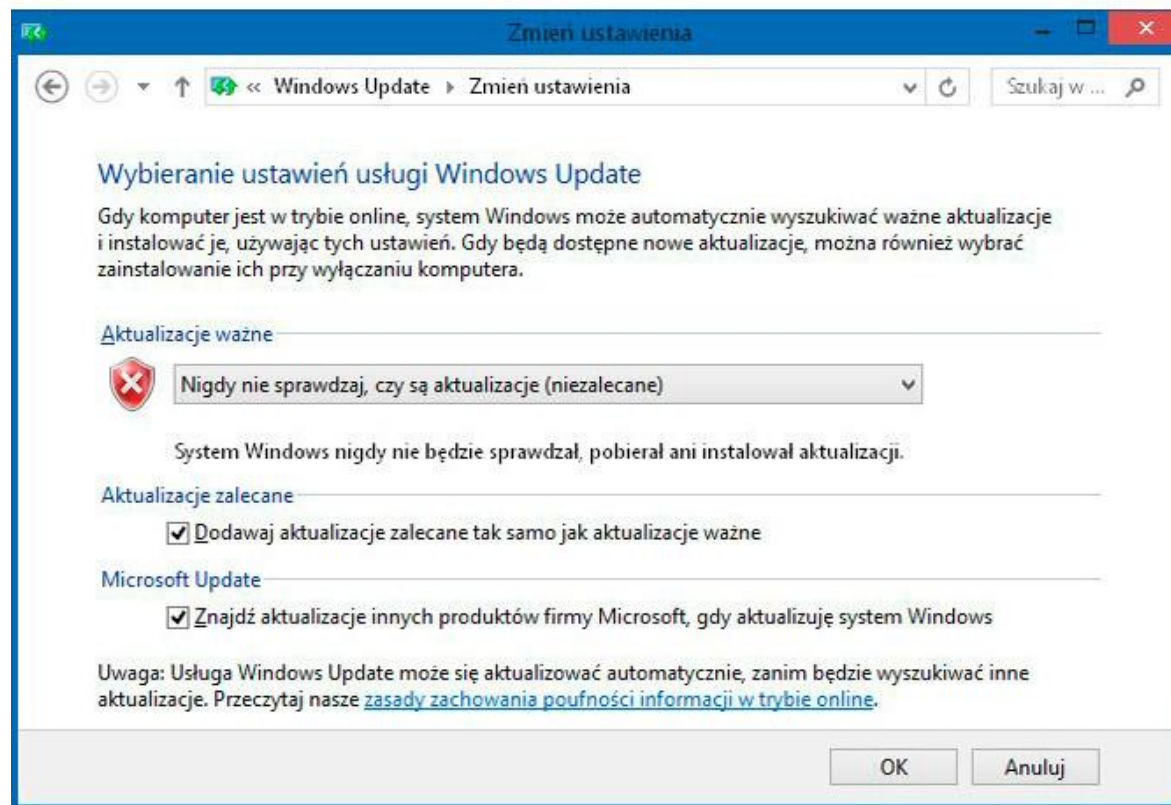 Zmień ustawienia
« Windows Update ▸ Zmień ustawienia
Szukaj w ...
Wybieranie ustawień usługi Windows Update
Gdy komputer jest w trybie online, system Windows może automatycznie wyszukiwać ważne aktualizacje
i instalować je, używając tych ustawień. Gdy będą dostępne nowe aktualizacje, można również wybrać
zainstalowanie ich przy wyłączaniu komputera.
Aktualizacje ważne
Nigdy nie sprawdzaj, czy są aktualizacje (niezalecane)
System Windows nigdy nie będzie sprawdzał, pobierał ani instalował aktualizacji.
Aktualizacje zalecane
Dodawaj aktualizacje zalecane tak samo jak aktualizacje ważne
Microsoft Update
Znajdź aktualizacje innych produktów firmy Microsoft, gdy aktualizuję system Windows
Uwaga: Usługa Windows Update może się aktualizować automatycznie, zanim będzie wyszukiwać inne
aktualizacje. Przeczytaj nasze zasady zachowania poufności informacji w trybie online.
OK
Anuluj